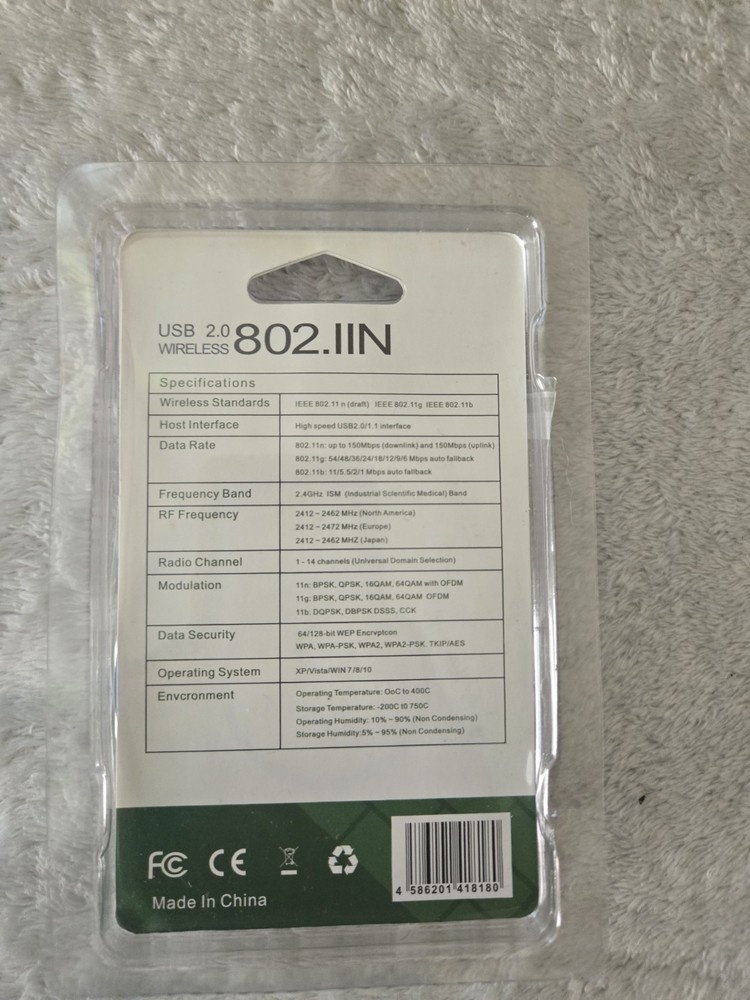 USB 2.0
WIRELESS 802.IIN
Specifications
Wireless Standards IEEE 802.11 n (draft) IEEE 802.11g IEEE 802.11b
Host Interface High speed USB2.0/1.1 interface
Data Rate 802.11n: up to 150Mbps (downlink) and 150Mbps (uplink)
802.11g: 54/48/36/24/18/12/9/6 Mbps auto fallback
802.11b: 11/5.5/2/1 Mbps auto fallback
Frequency Band 2.4GHz ISM (Industrial Scientific Medical) Band
RF Frequency 2412 ~ 2462 MHz (North America)
2412 ~ 2472 MHz (Europe)
2412 ~ 2462 MHZ (Japan)
Radio Channel 1 - 14 channels (Universal Domain Selection)
Modulation 11n: BPSK, QPSK, 16QAM, 64QAM with OFDM
11g: BPSK, QPSK, 16QAM, 64QAM OFDM
11b: DQPSK, DBPSK DSSS, CCK
Data Security 64/128-bit WEP Encrvptcon
WPA, WPA-PSK, WPA2, WPA2-PSK. TKIP/AES
Operating System XP/Vista/WIN 7/8/10
Envcronment Operating Temperature: OoC to 400C
Storage Temperature: -200C t0 750C
Operating Humidity: 10% ~ 90% (Non Condensing)
Storage Humidity:5% ~ 95% (Non Condensing)
FC CE
Made In China
4 586201 418180